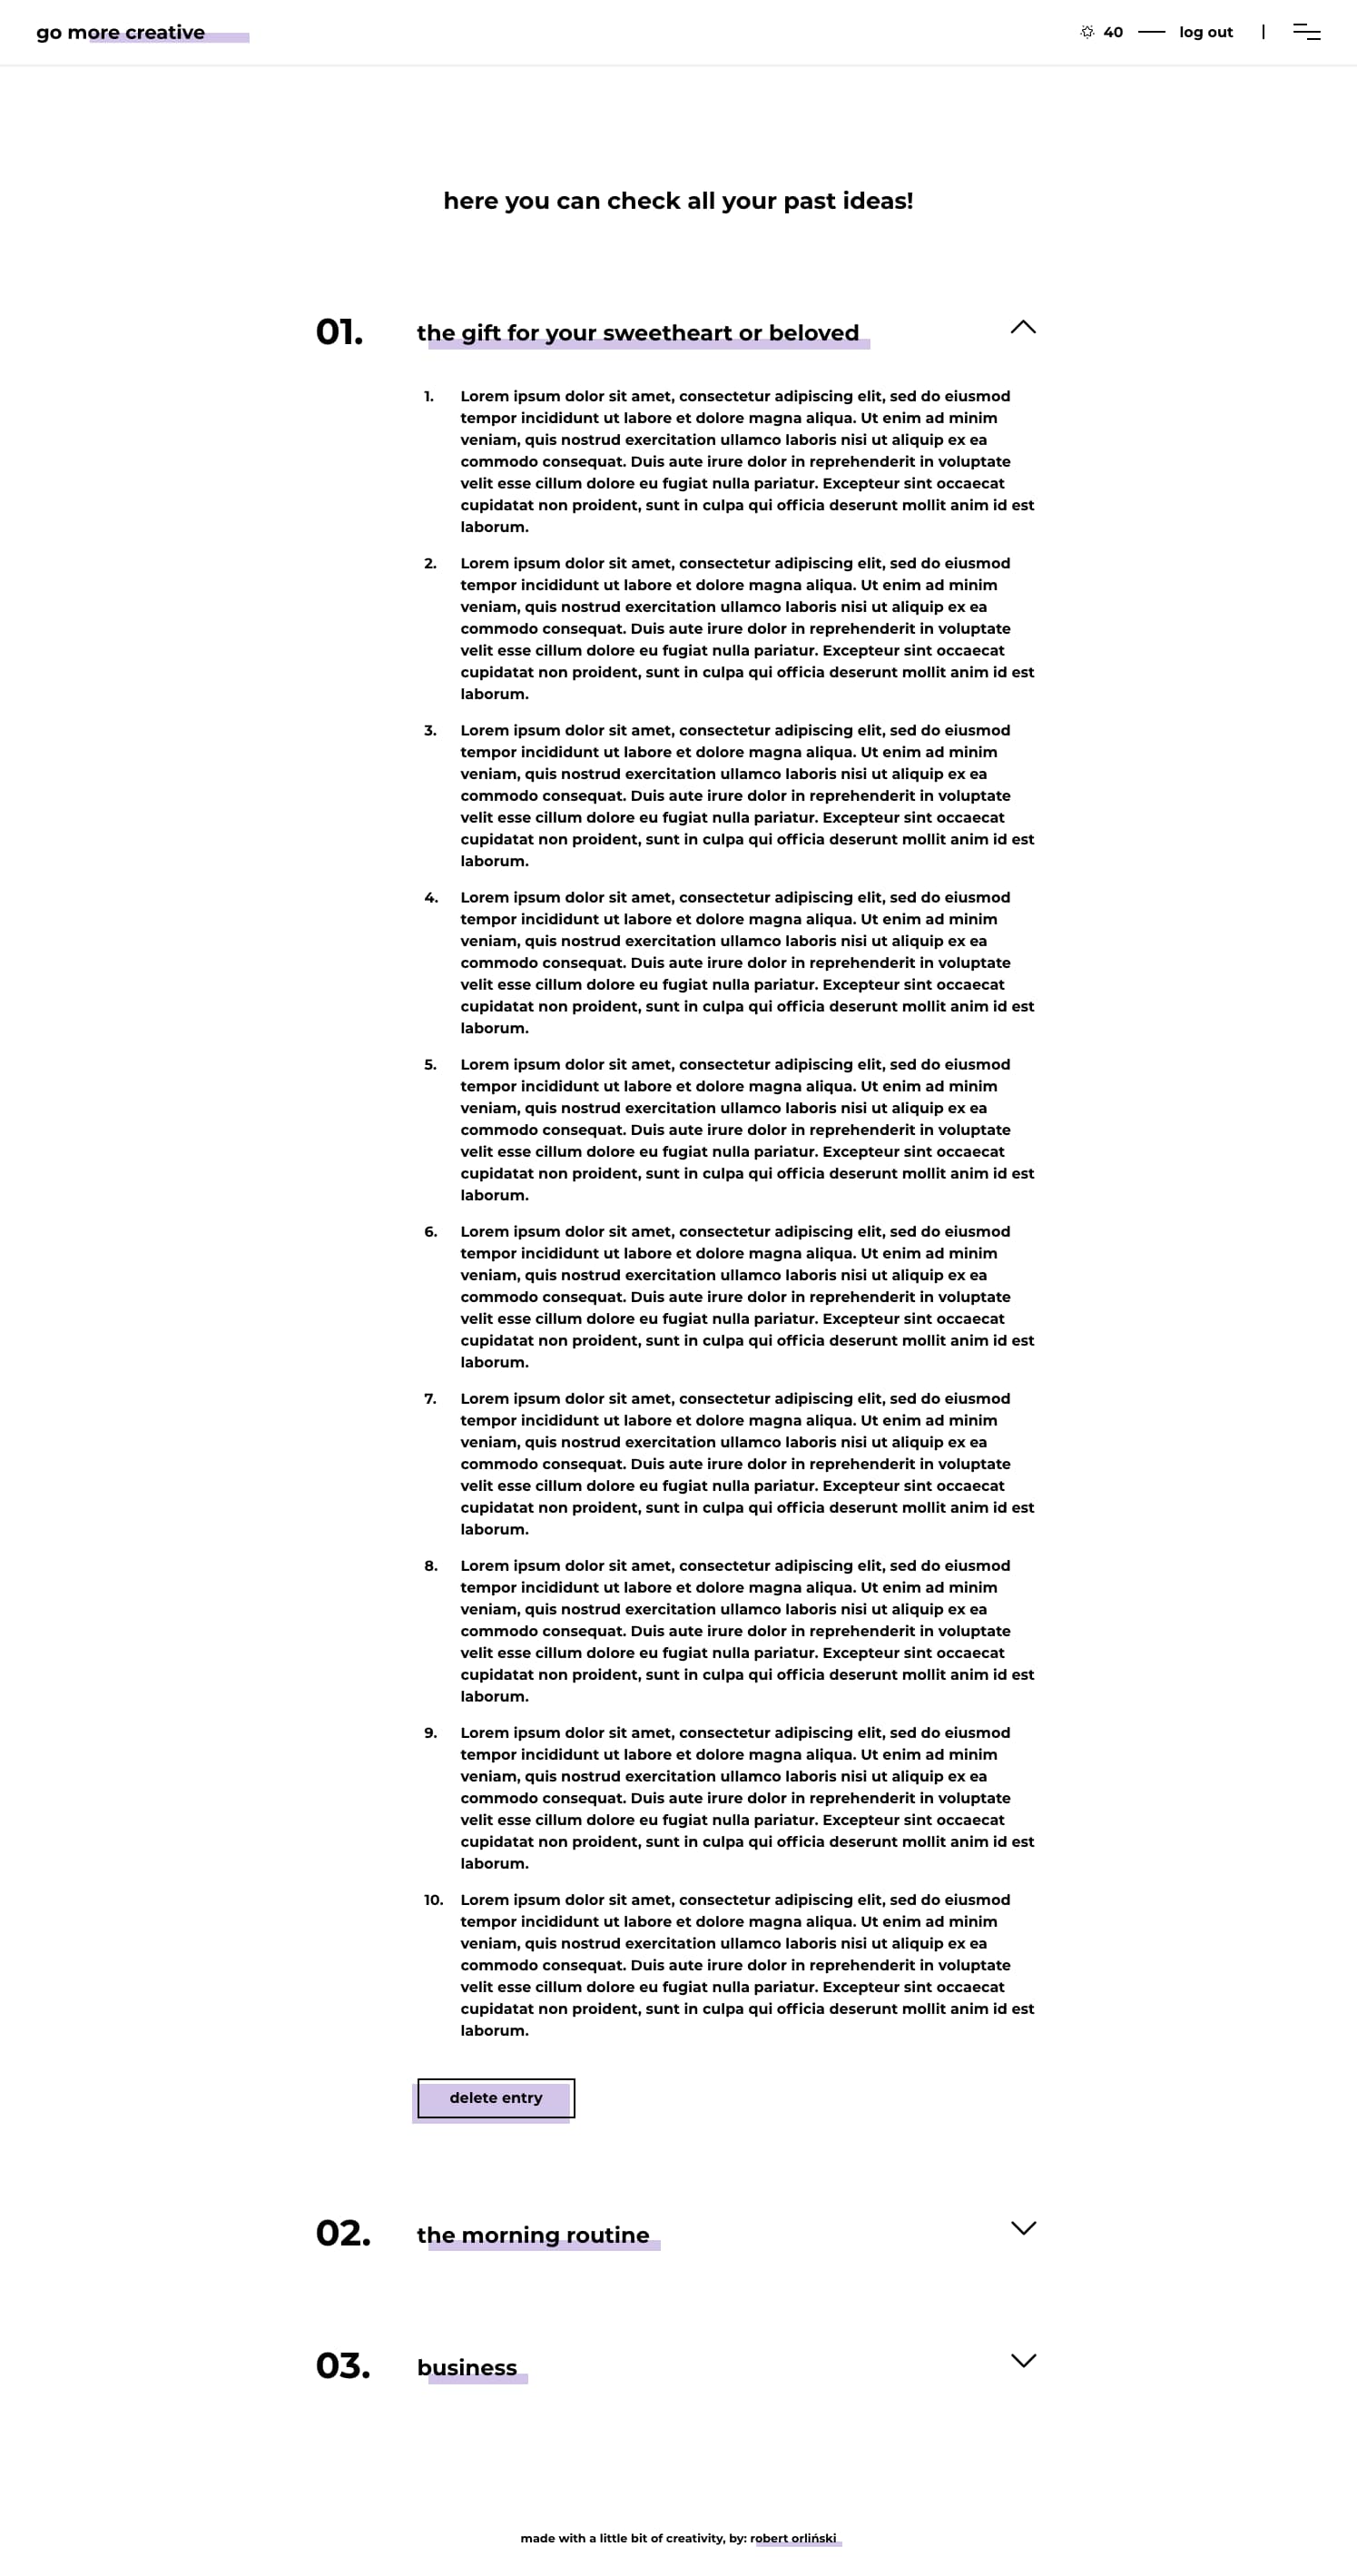 go more creative
40 log out
here you can check all your past ideas!
01. the gift for your sweetheart or beloved
1. Lorem ipsum dolor sit amet, consectetur adipiscing elit, sed do eiusmod
tempor incididunt ut labore et dolore magna aliqua. Ut enim ad minim
veniam, quis nostrud exercitation ullamco laboris nisi ut aliquip ex ea
commodo consequat. Duis aute irure dolor in reprehenderit in voluptate
velit esse cillum dolore eu fugiat nulla pariatur. Excepteur sint occaecat
cupidatat non proident, sunt in culpa qui officia deserunt mollit anim id est
laborum.
2. Lorem ipsum dolor sit amet, consectetur adipiscing elit, sed do eiusmod
tempor incididunt ut labore et dolore magna aliqua. Ut enim ad minim
veniam, quis nostrud exercitation ullamco laboris nisi ut aliquip ex ea
commodo consequat. Duis aute irure dolor in reprehenderit in voluptate
velit esse cillum dolore eu fugiat nulla pariatur. Excepteur sint occaecat
cupidatat non proident, sunt in culpa qui officia deserunt mollit anim id est
laborum.
3. Lorem ipsum dolor sit amet, consectetur adipiscing elit, sed do eiusmod
tempor incididunt ut labore et dolore magna aliqua. Ut enim ad minim
veniam, quis nostrud exercitation ullamco laboris nisi ut aliquip ex ea
commodo consequat. Duis aute irure dolor in reprehenderit in voluptate
velit esse cillum dolore eu fugiat nulla pariatur. Excepteur sint occaecat
cupidatat non proident, sunt in culpa qui officia deserunt mollit anim id est
laborum.
4. Lorem ipsum dolor sit amet, consectetur adipiscing elit, sed do eiusmod
tempor incididunt ut labore et dolore magna aliqua. Ut enim ad minim
veniam, quis nostrud exercitation ullamco laboris nisi ut aliquip ex ea
commodo consequat. Duis aute irure dolor in reprehenderit in voluptate
velit esse cillum dolore eu fugiat nulla pariatur. Excepteur sint occaecat
cupidatat non proident, sunt in culpa qui officia deserunt mollit anim id est
laborum.
5. Lorem ipsum dolor sit amet, consectetur adipiscing elit, sed do eiusmod
tempor incididunt ut labore et dolore magna aliqua. Ut enim ad minim
veniam, quis nostrud exercitation ullamco laboris nisi ut aliquip ex ea
commodo consequat. Duis aute irure dolor in reprehenderit in voluptate
velit esse cillum dolore eu fugiat nulla pariatur. Excepteur sint occaecat
cupidatat non proident, sunt in culpa qui officia deserunt mollit anim id est
laborum.
6. Lorem ipsum dolor sit amet, consectetur adipiscing elit, sed do eiusmod
tempor incididunt ut labore et dolore magna aliqua. Ut enim ad minim
veniam, quis nostrud exercitation ullamco laboris nisi ut aliquip ex ea
commodo consequat. Duis aute irure dolor in reprehenderit in voluptate
velit esse cillum dolore eu fugiat nulla pariatur. Excepteur sint occaecat
cupidatat non proident, sunt in culpa qui officia deserunt mollit anim id est
laborum.
7. Lorem ipsum dolor sit amet, consectetur adipiscing elit, sed do eiusmod
tempor incididunt ut labore et dolore magna aliqua. Ut enim ad minim
veniam, quis nostrud exercitation ullamco laboris nisi ut aliquip ex ea
commodo consequat. Duis aute irure dolor in reprehenderit in voluptate
velit esse cillum dolore eu fugiat nulla pariatur. Excepteur sint occaecat
cupidatat non proident, sunt in culpa qui officia deserunt mollit anim id est
laborum.
8. Lorem ipsum dolor sit amet, consectetur adipiscing elit, sed do eiusmod
tempor incididunt ut labore et dolore magna aliqua. Ut enim ad minim
veniam, quis nostrud exercitation ullamco laboris nisi ut aliquip ex ea
commodo consequat. Duis aute irure dolor in reprehenderit in voluptate
velit esse cillum dolore eu fugiat nulla pariatur. Excepteur sint occaecat
cupidatat non proident, sunt in culpa qui officia deserunt mollit anim id est
laborum.
9. Lorem ipsum dolor sit amet, consectetur adipiscing elit, sed do eiusmod
tempor incididunt ut labore et dolore magna aliqua. Ut enim ad minim
veniam, quis nostrud exercitation ullamco laboris nisi ut aliquip ex ea
commodo consequat. Duis aute irure dolor in reprehenderit in voluptate
velit esse cillum dolore eu fugiat nulla pariatur. Excepteur sint occaecat
cupidatat non proident, sunt in culpa qui officia deserunt mollit anim id est
laborum.
10. Lorem ipsum dolor sit amet, consectetur adipiscing elit, sed do eiusmod
tempor incididunt ut labore et dolore magna aliqua. Ut enim ad minim
veniam, quis nostrud exercitation ullamco laboris nisi ut aliquip ex ea
commodo consequat. Duis aute irure dolor in reprehenderit in voluptate
velit esse cillum dolore eu fugiat nulla pariatur. Excepteur sint occaecat
cupidatat non proident, sunt in culpa qui officia deserunt mollit anim id est
laborum.
delete entry
02. the morning routine
03. business
made with a little bit of creativity, by: robert orliński